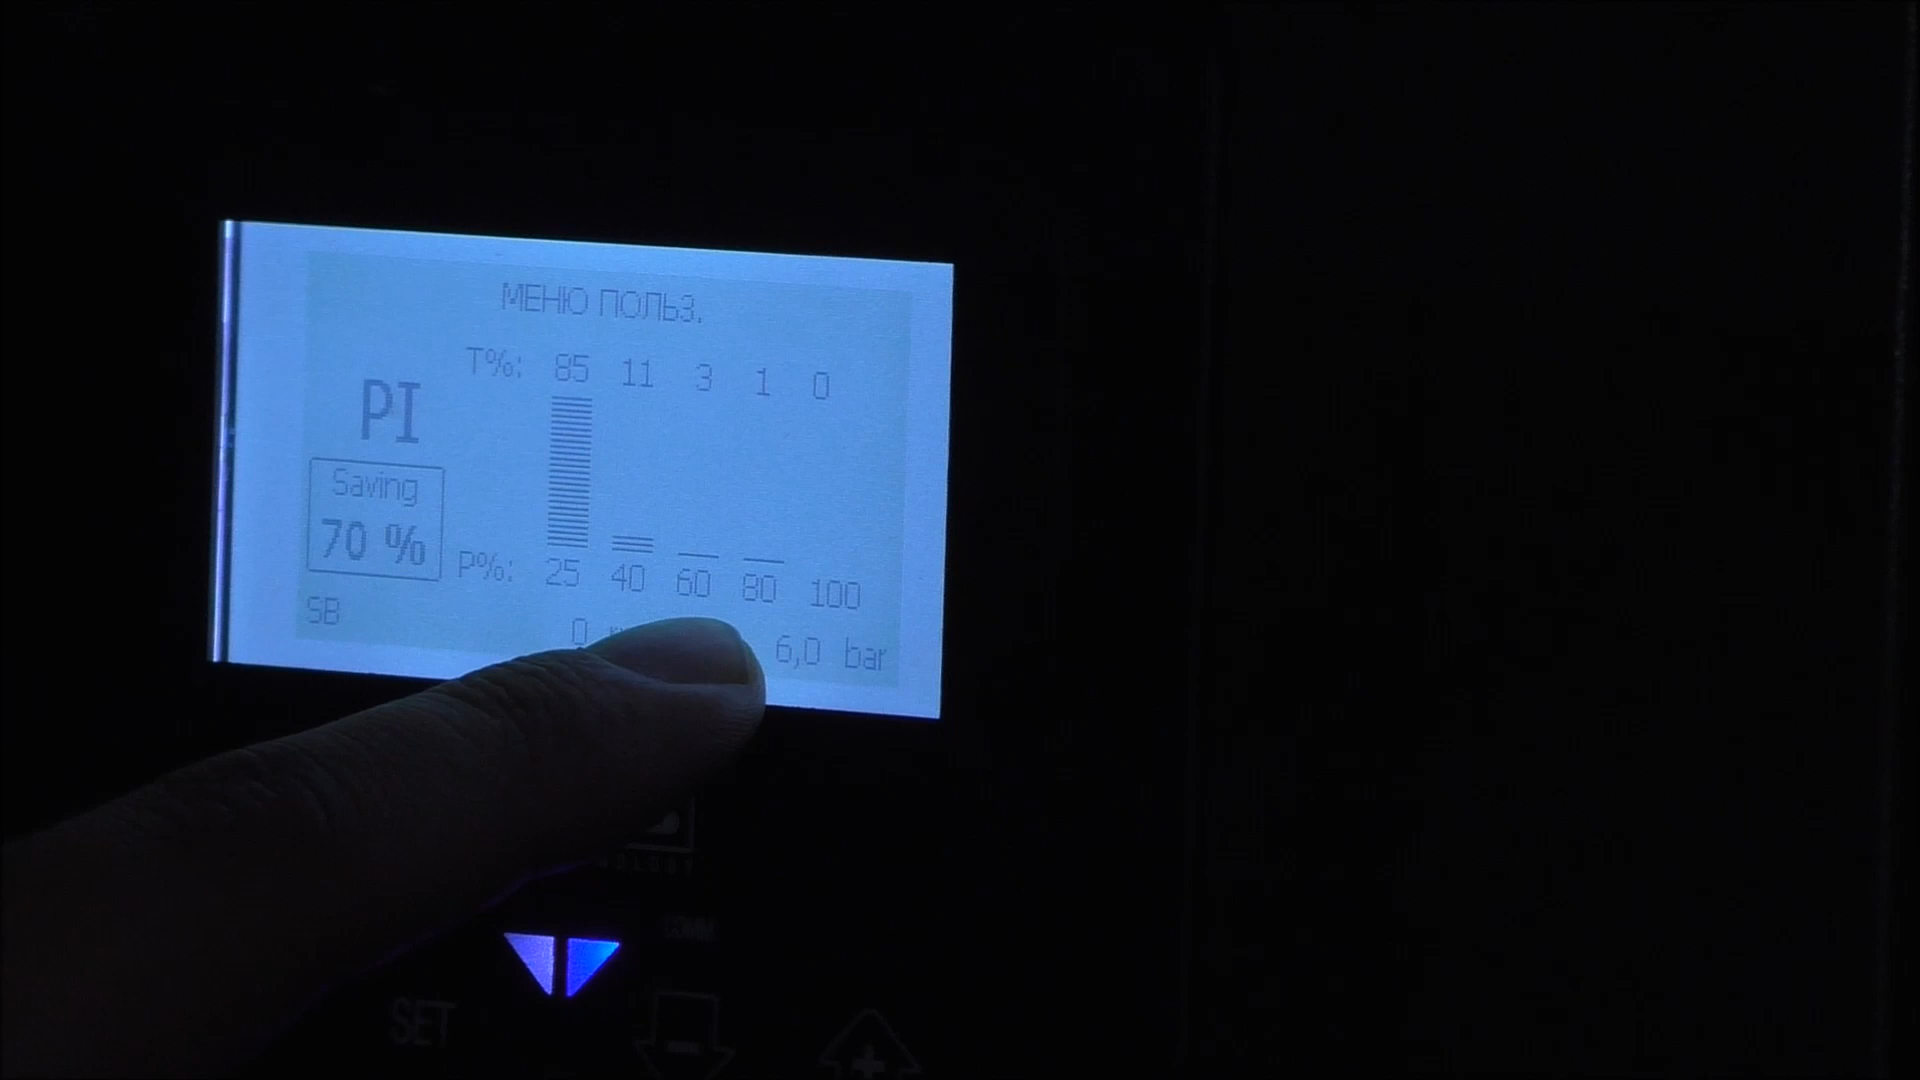 МЕНЮ ПОЛЬЗ.
T%: 85 11 3 1 0
PI
Saving
70 %
P%: 25 40 60 80 100
SB
0 6,0 bar
COMM
SET